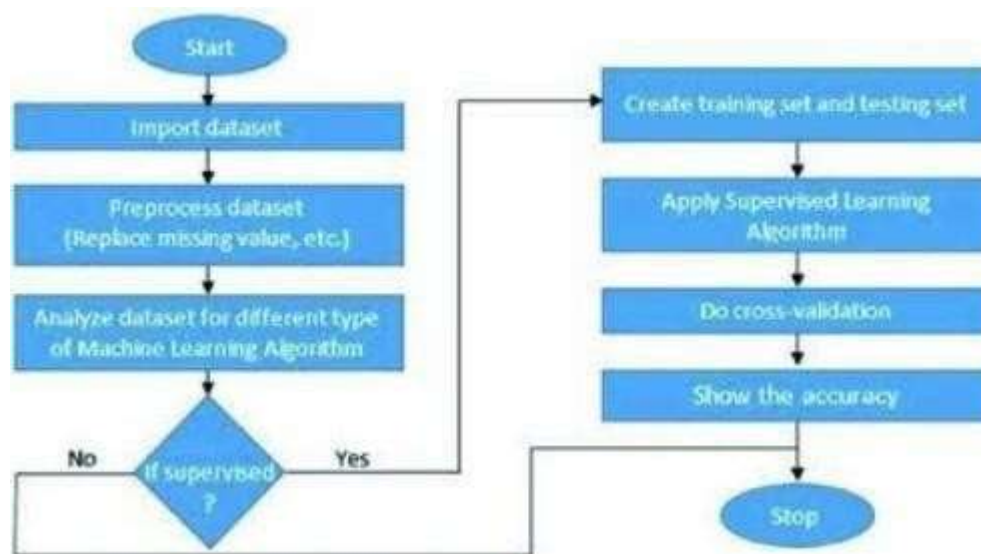 Start
Import dataset
Preprocess dataset
(Replace missing value, etc.)
Analyze dataset for different type
of Machine Learning Algorithm
If supervised
?
No
Yes
Create training set and testing set
Apply Supervised Learning
Algorithm
Do cross-validation
Show the accuracy
Stop